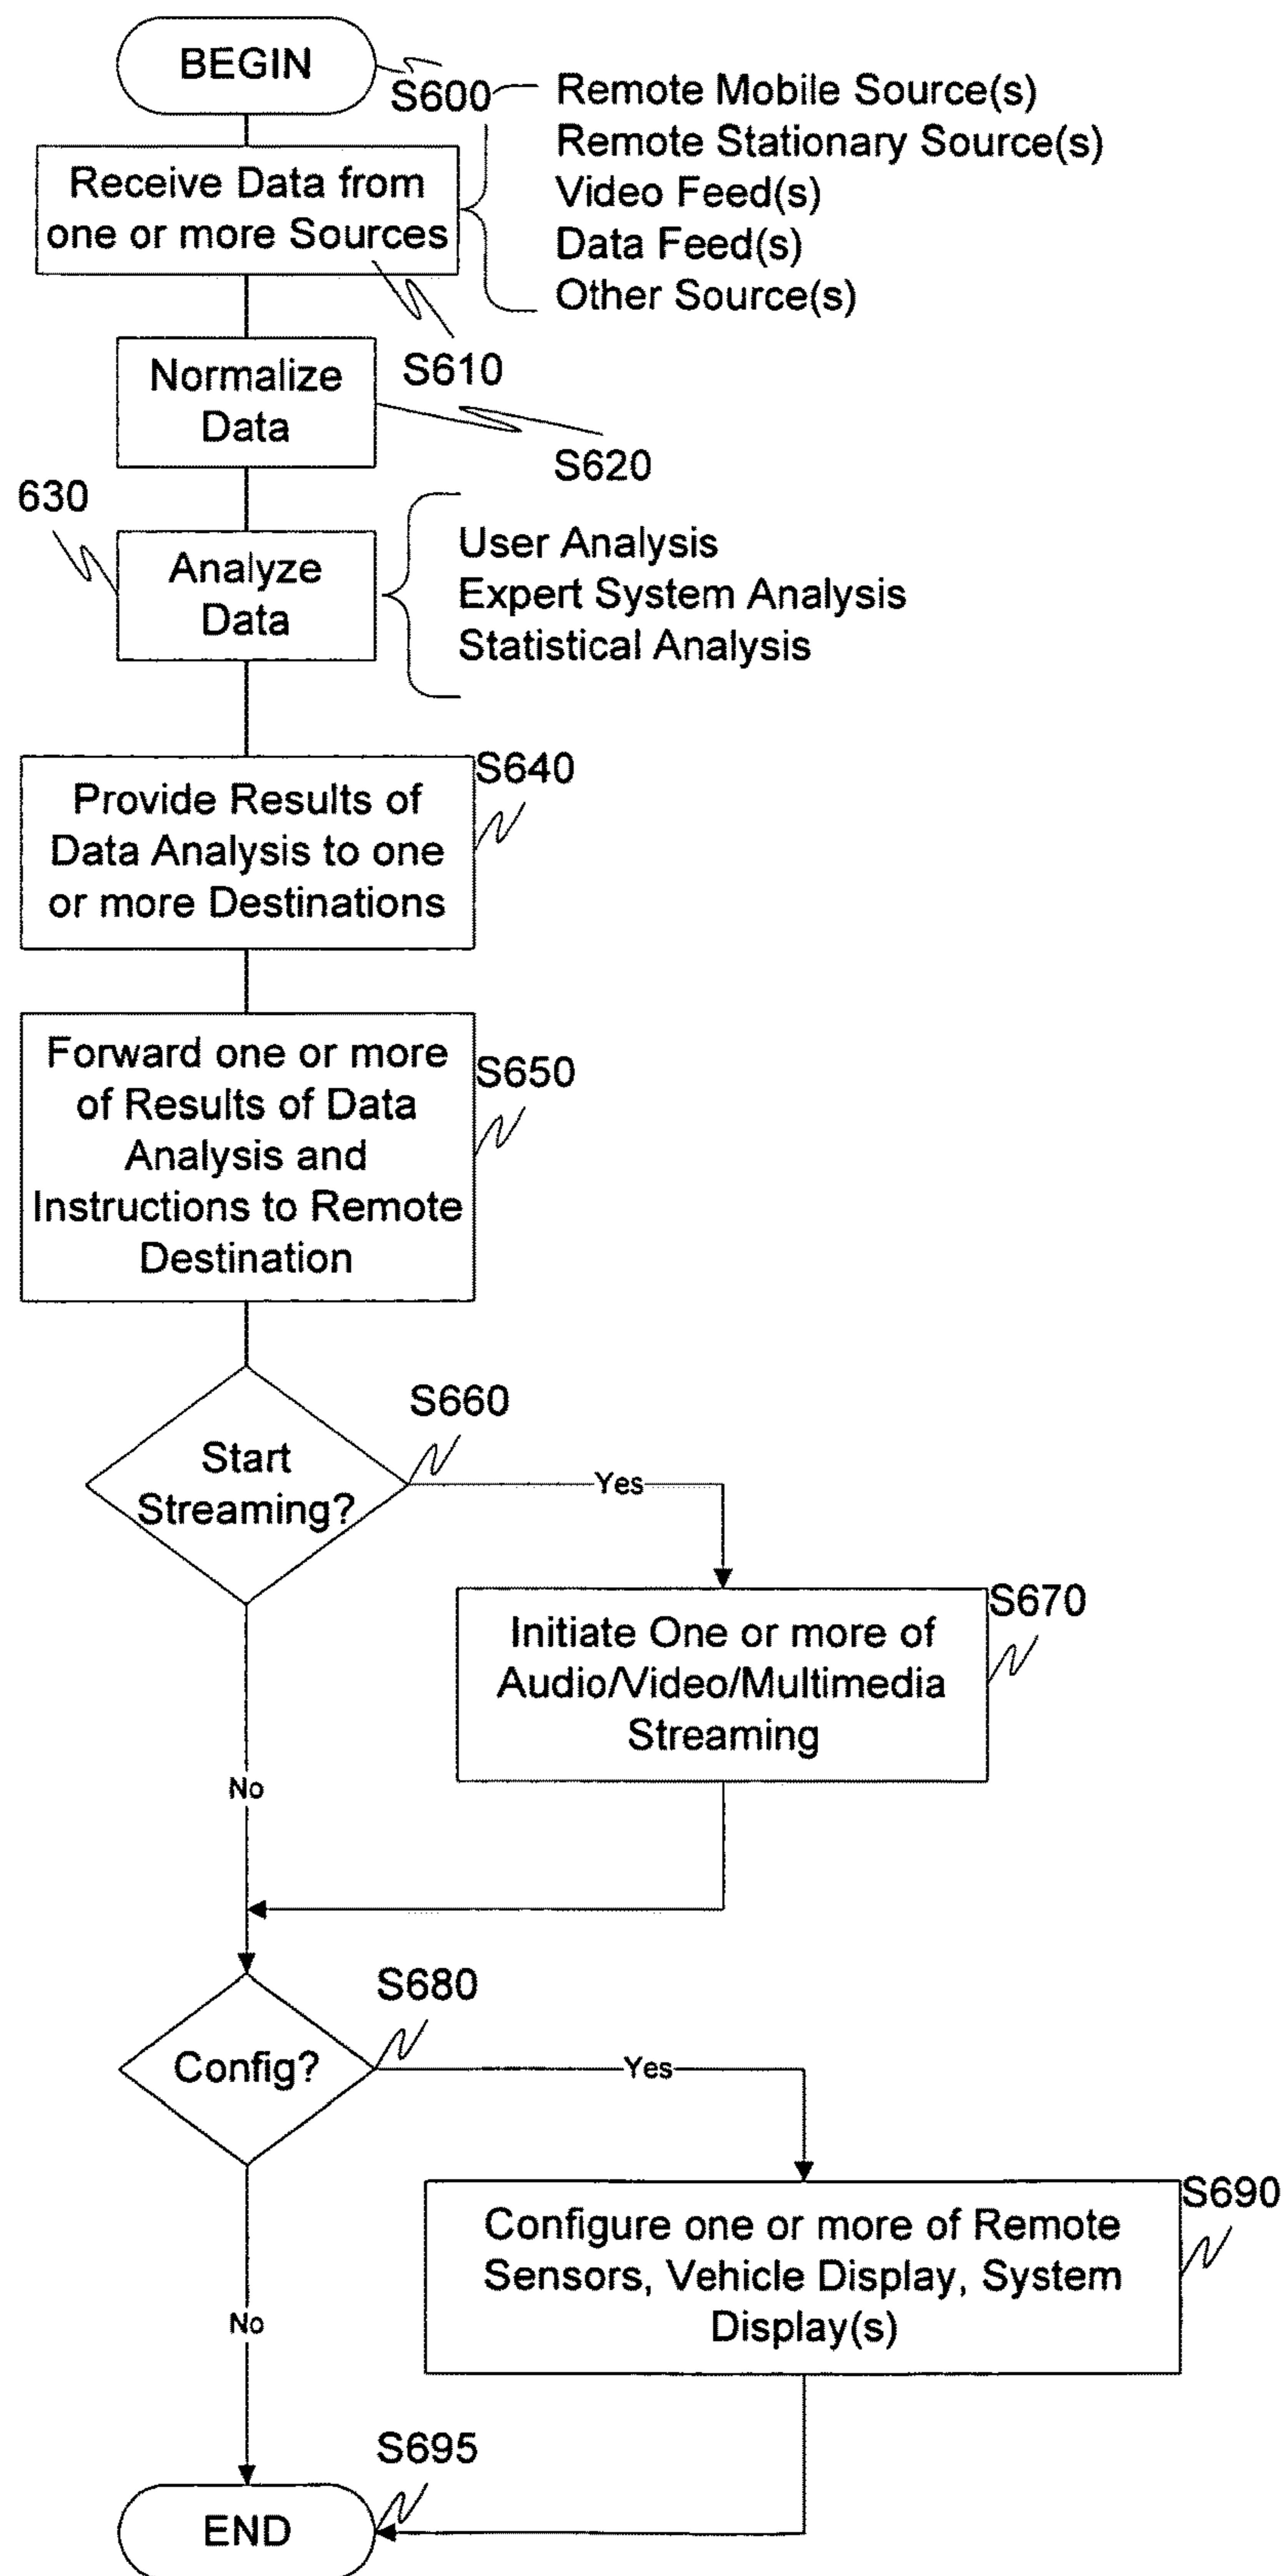 BEGIN
S600
Remote Mobile Source(s)
Remote Stationary Source(s)
Video Feed(s)
Data Feed(s)
Other Source(s)
Receive Data from
one or more Sources
S610
Normalize
Data
S620
630
Analyze
Data
User Analysis
Expert System Analysis
Statistical Analysis
S640
Provide Results of
Data Analysis to one
or more Destinations
S650
Forward one or more
of Results of Data
Analysis and
Instructions to Remote
Destination
S660
Start
Streaming?
Yes
S670
Initiate One or more of
Audio/Video/Multimedia
Streaming
No
S680
Config?
Yes
S690
Configure one or more of Remote
Sensors, Vehicle Display, System
Display(s)
No
S695
END